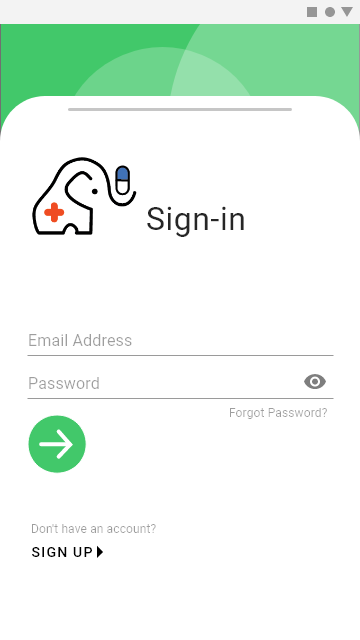 Sign-in
Email Address
Password
Forgot Password?
Don't have an account?
SIGN UP